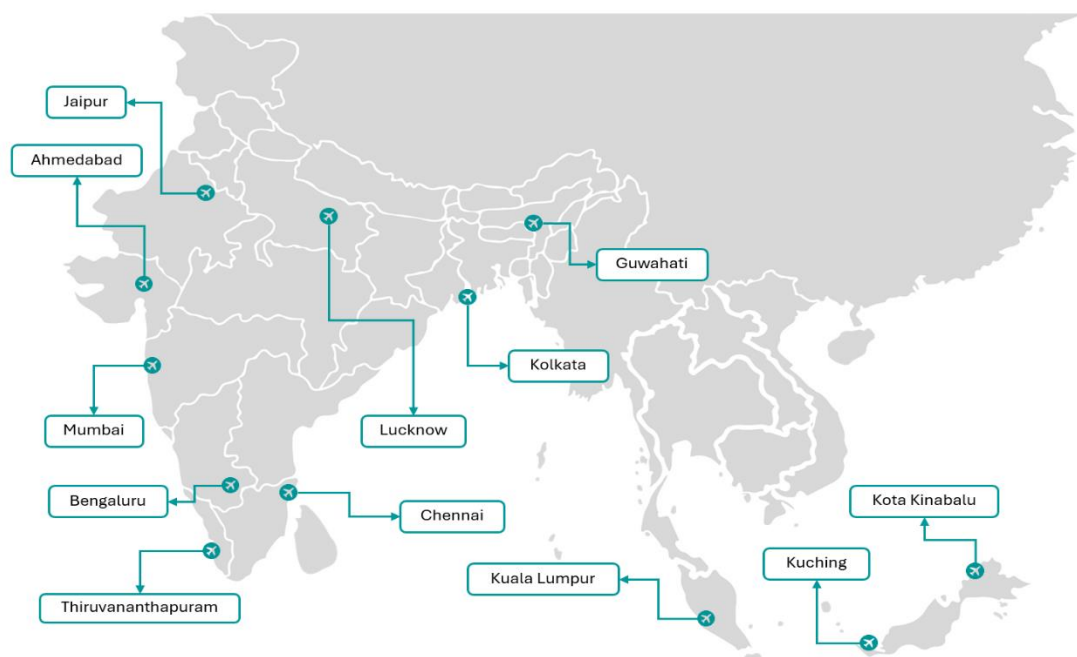 Jaipur
Ahmedabad
Guwahati
Kolkata
Mumbai
Lucknow
Bengaluru
Chennai
Kota Kinabalu
Kuching
Kuala Lumpur
Thiruvananthapuram